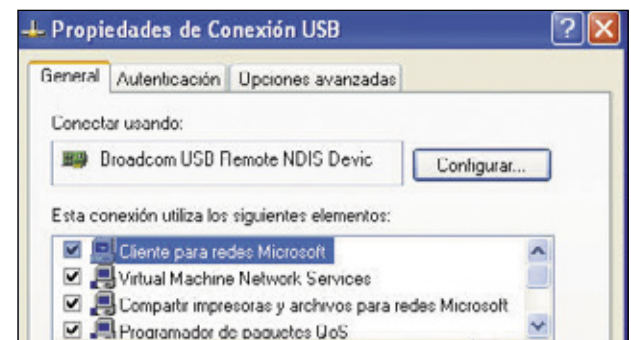 Propiedades de Conexión USB
General Autenticación Opciones avanzadas
Conectar usando:
Broadcom USB Remote NDIS Devic Configurar...
Esta conexión utiliza los siguientes elementos:
Cliente para redes Microsoft
Virtual Machine Network Services
Compartir impresoras y archivos para redes Microsoft
Programador de paquetes QoS